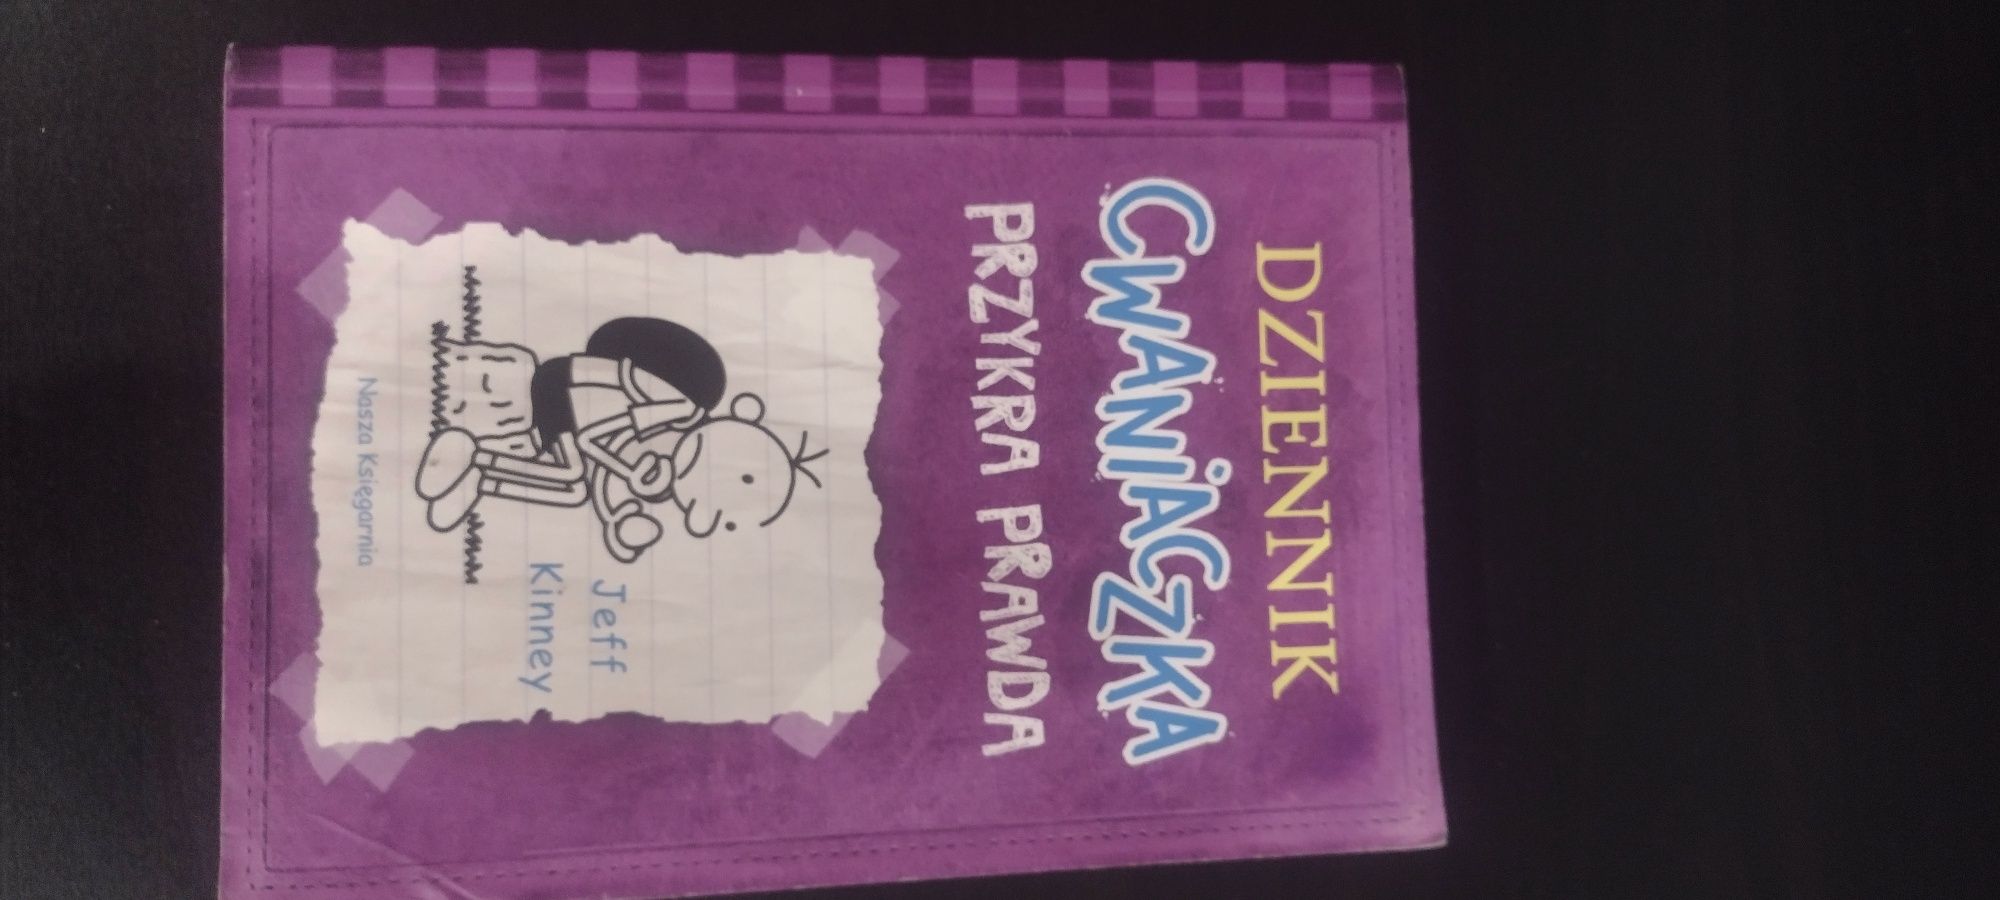 DZIENNIK
CWANIACZKA
PRZYKRA PRAWDA
Jeff
Kinney
Nasza Księgarnia